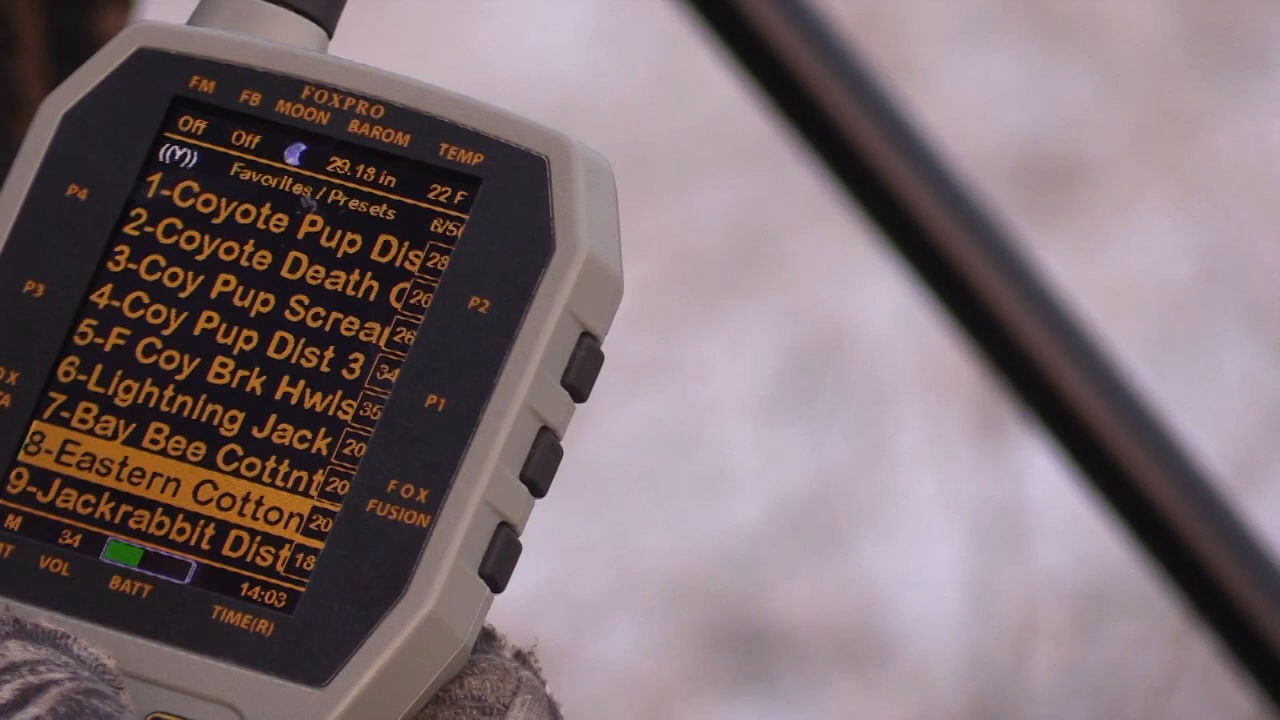 FOXPRO
FM FB MOON BAROM TEMP
Off Off 29.18 in 22 F
Favorites / Presets
P4
1-Coyote Pup Dis 28
2-Coyote Death 26
3-Coy Pup Screa 26
4-Coy Pup Dist 3 34
5-F Coy Brk Hwls 35
6-Lightning Jack 20
7-Bay Bee Cottnt 20
8-Eastern Cotton 20
9-Jackrabbit Dist 18
P3
P2
P1
FOX
FUSION
M 34
VOL BATT 14:03
TIME(R)